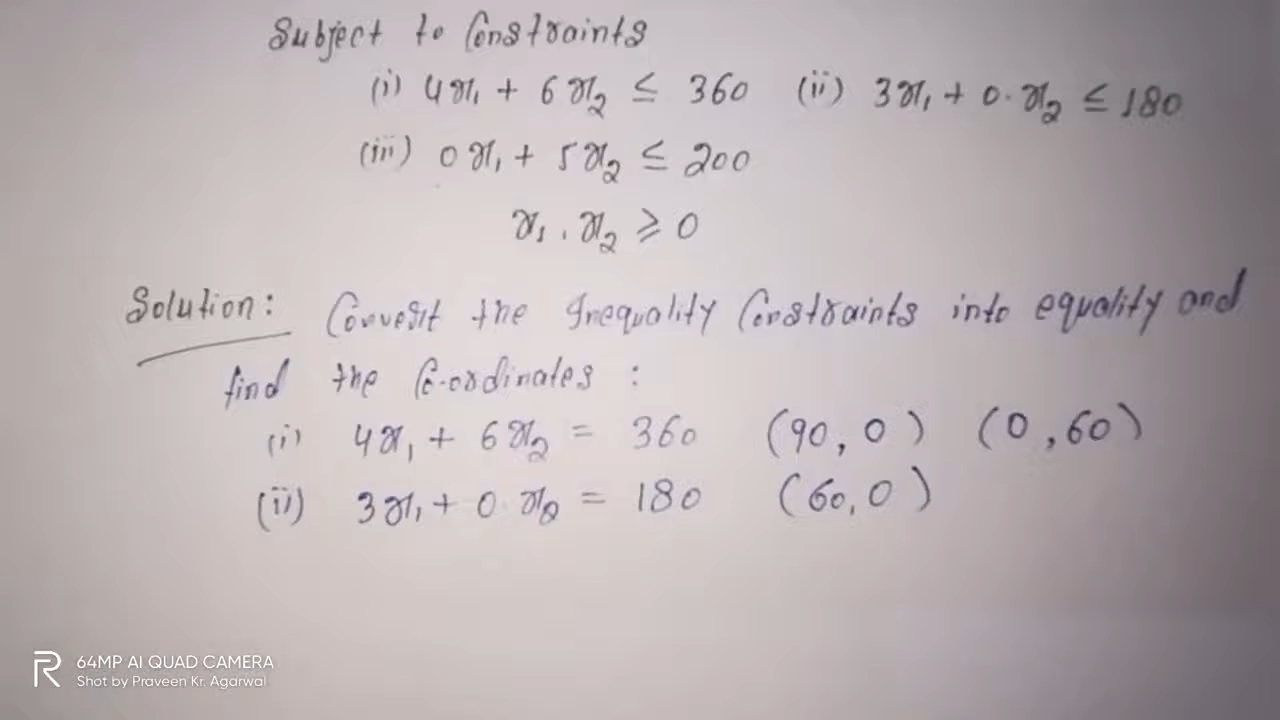 Subject to Constraints
(i) 4x₁ + 6x₂ ≤ 360 (ii) 3x₁ + 0·x₂ ≤ 180
(iii) 0x₁ + 5x₂ ≤ 200
x₁, x₂ ≥ 0
Solution: Convert the Inequality Constraints into equality and
find the Co-ordinates :
(i) 4x₁ + 6x₂ = 360 (90, 0) (0, 60)
(ii) 3x₁ + 0·x₂ = 180 (60, 0)
64MP AI QUAD CAMERA
Shot by Praveen Kr. Agarwal